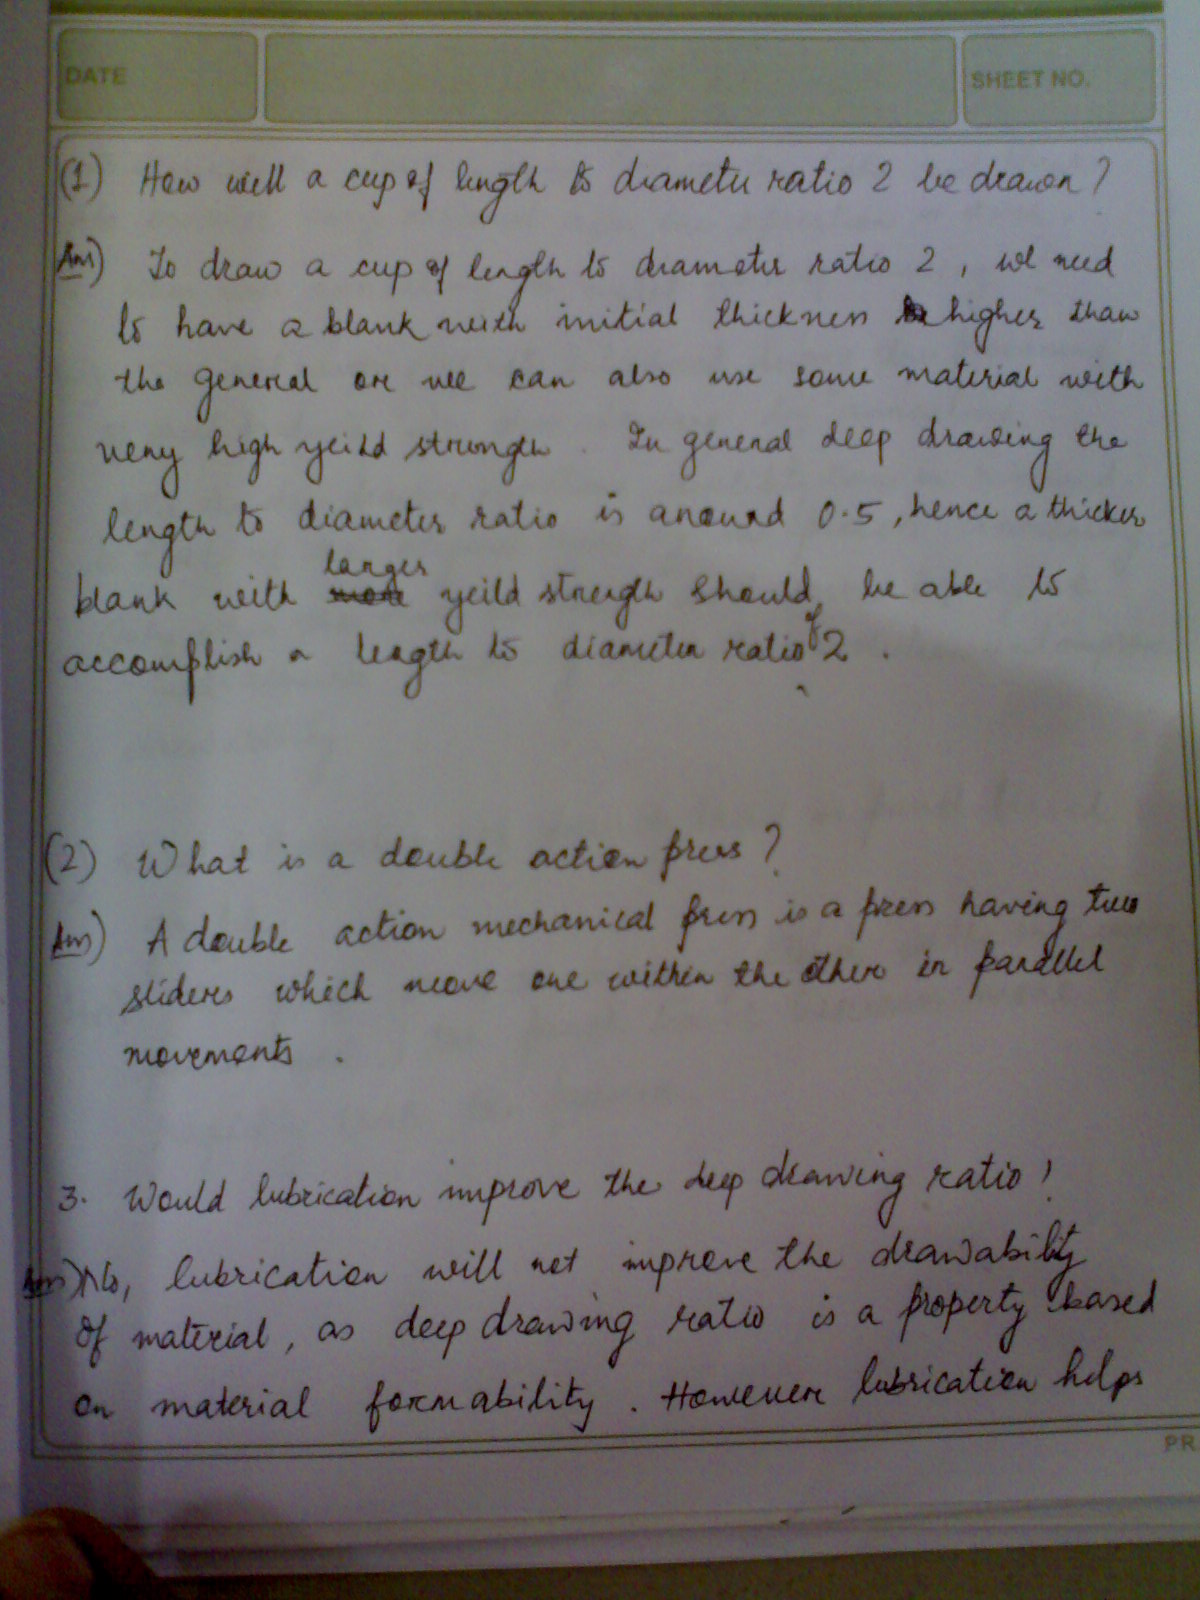 DATE
SHEET NO.
(1) How will a cup of length to diameter ratio 2 be drawn?
Ans) To draw a cup of length to diameter ratio 2, we need
to have a blank with initial thickness higher than
the general or we can also use some material with
very high yeild strength. In general deep drawing the
length to diameter ratio is around 0.5, hence a thicker
larger
blank with more yeild strength should be able to
accomplish a length to diameter ratio of 2.
(2) What is a double action press?
Ans) A double action mechanical press is a press having two
sliders which move one within the other in parallel
movements.
3. Would lubrication improve the deep drawing ratio?
Ans) No, lubrication will not improve the drawability
of material, as deep drawing ratio is a property based
on material formability. However lubrication helps
PR